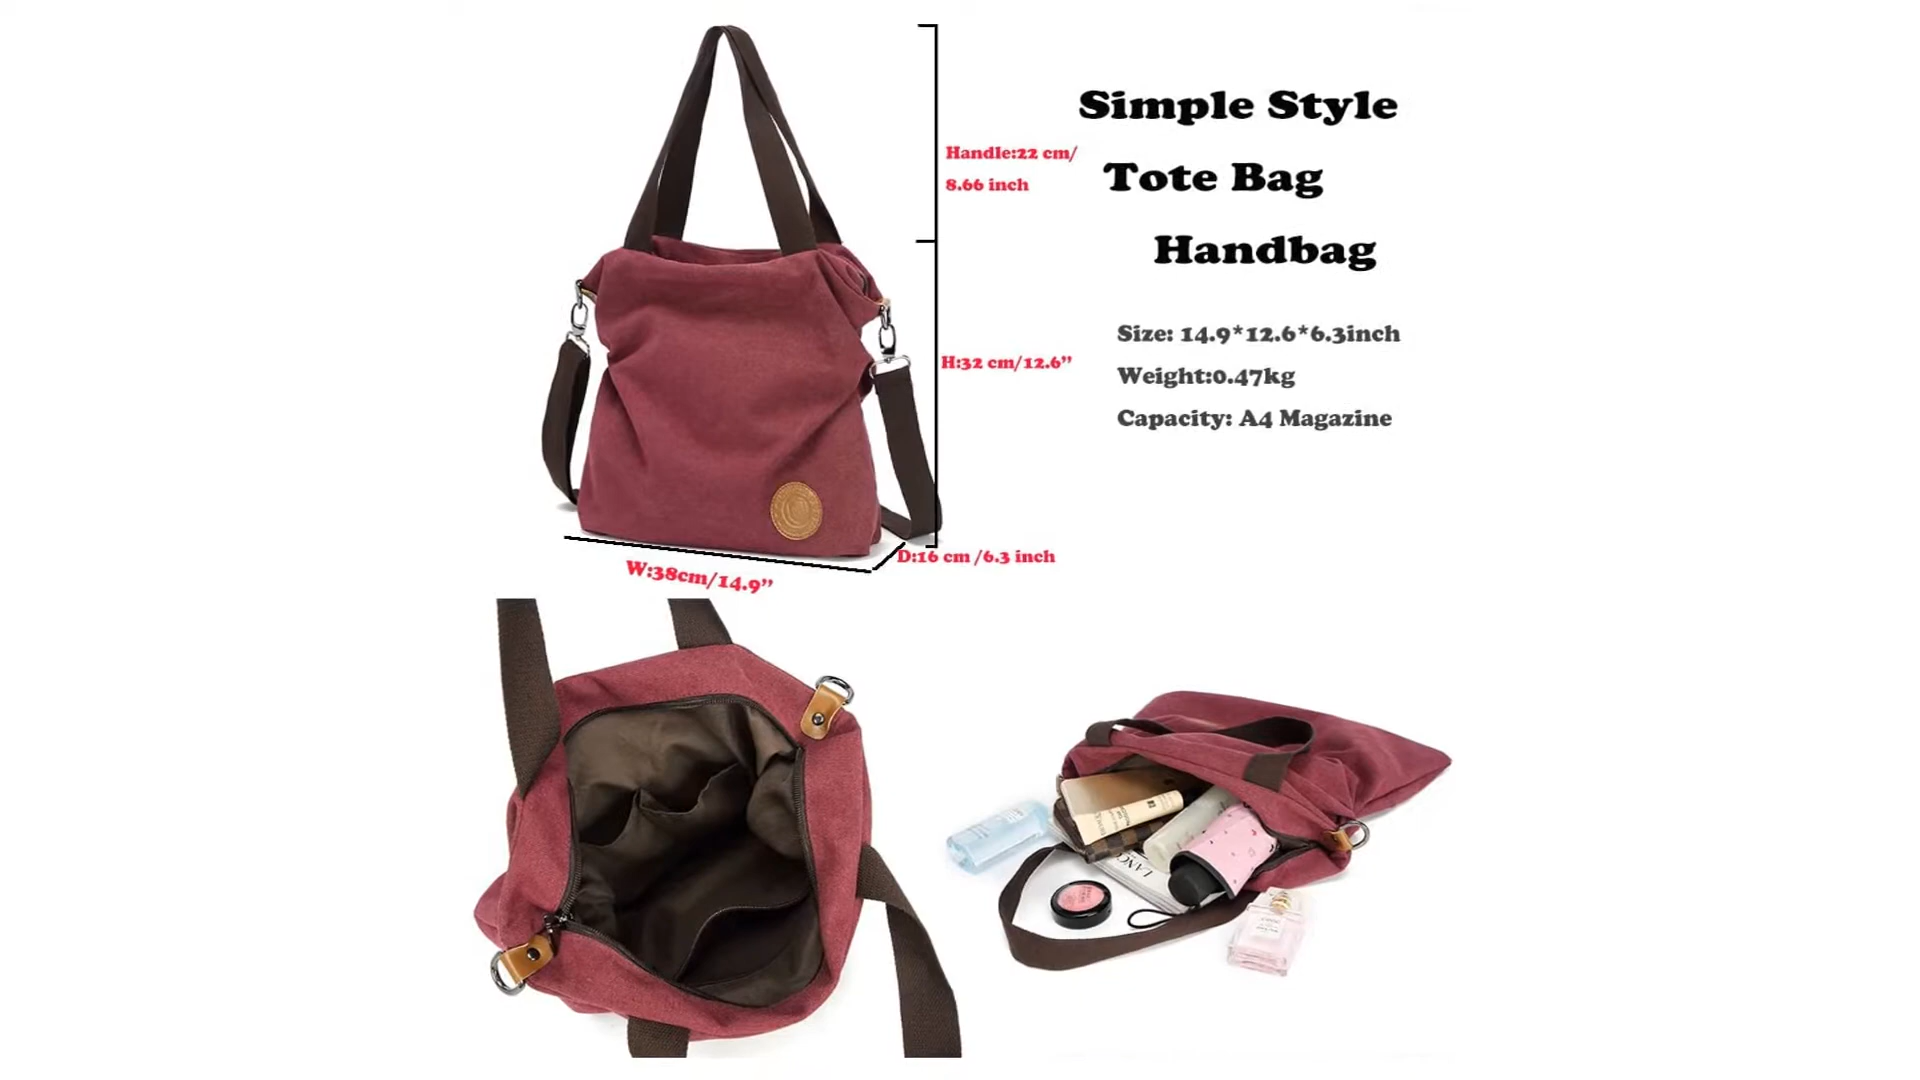 Simple Style
Tote Bag
Handbag
Handle:22 cm/
8.66 inch
H:32 cm/12.6”
D:16 cm /6.3 inch
W:38cm/14.9”
Size: 14.9*12.6*6.3inch
Weight:0.47kg
Capacity: A4 Magazine
LANC